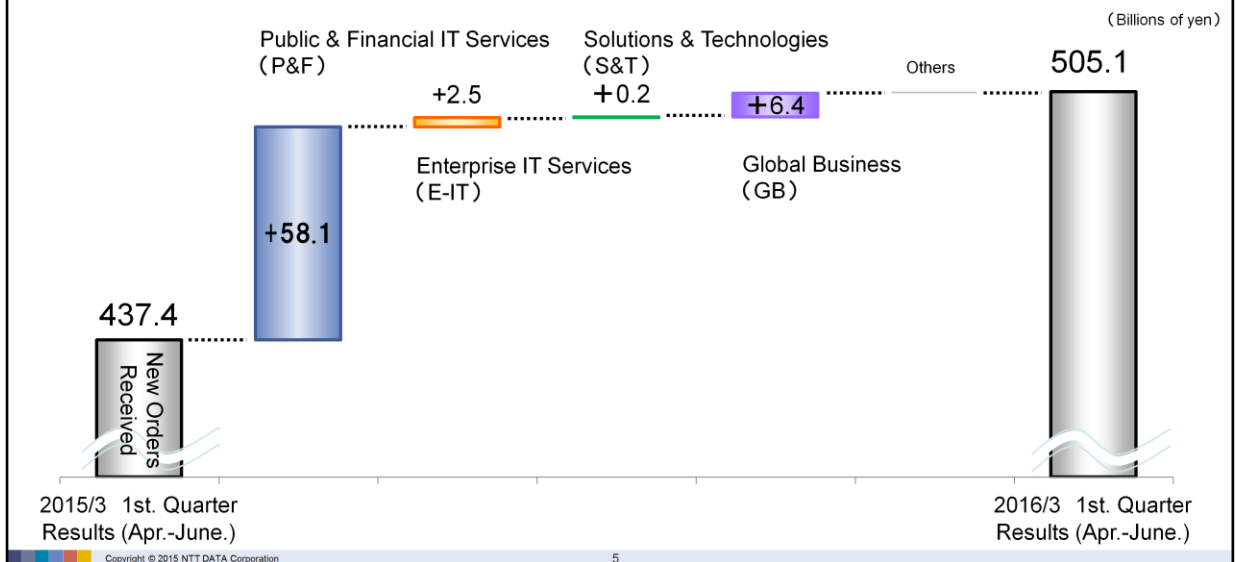 （Billions of yen）
Public & Financial IT Services
（P&F）
Solutions & Technologies
（S&T）
Others
505.1
+2.5
＋0.2
＋6.4
Enterprise IT Services
（E-IT）
Global Business
（GB）
+58.1
437.4
New Orders
Received
2015/3 1st. Quarter
Results (Apr.-June.)
2016/3 1st. Quarter
Results (Apr.-June.)
Copyright © 2015 NTT DATA Corporation
5